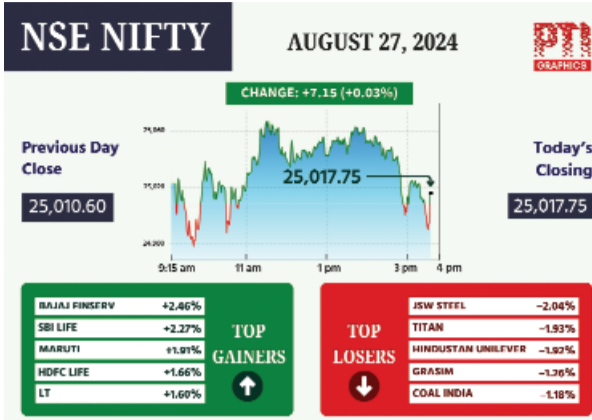 NSE NIFTY
AUGUST 27, 2024
PTI
GRAPHICS
CHANGE: +7.15 (+0.03%)
Previous Day
Close
25,010.60
25,017.75
Today's
Closing
25,017.75
9:15 am 11 am 1 pm 3 pm 4 pm
BAJAJ FINSERV +2.46%
SBI LIFE +2.27%
MARUTI +1.91%
HDFC LIFE +1.66%
LT +1.60%
TOP
GAINERS
TOP
LOSERS
JSW STEEL −2.04%
TITAN −1.93%
HINDUSTAN UNILEVER −1.92%
GRASIM −1.26%
COAL INDIA −1.18%